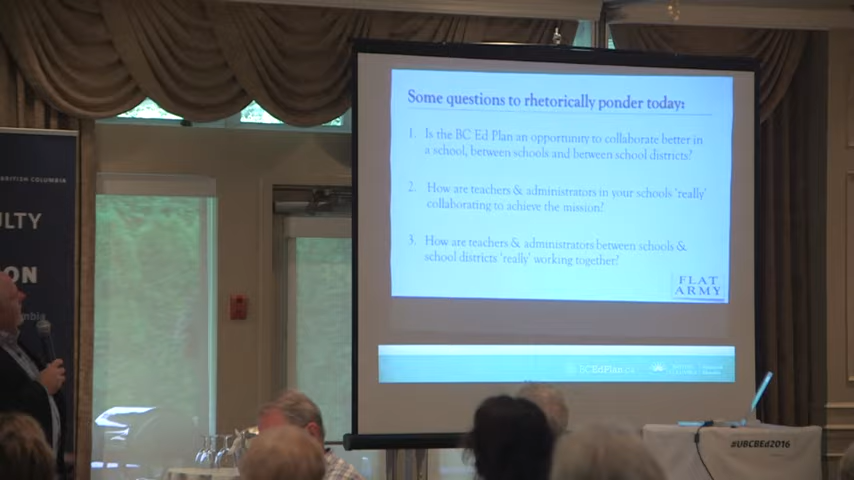 Some questions to rhetorically ponder today:
1. Is the BC Ed Plan an opportunity to collaborate better in
a school, between schools and between school districts?
2. How are teachers & administrators in your schools 'really'
collaborating to achieve the mission?
3. How are teachers & administrators between schools &
school districts 'really' working together?
FLAT
ARMY
BCEdPlan.ca
BRITISH COLUMBIA
ULTY
ON
mbia
#UBCBEd2016